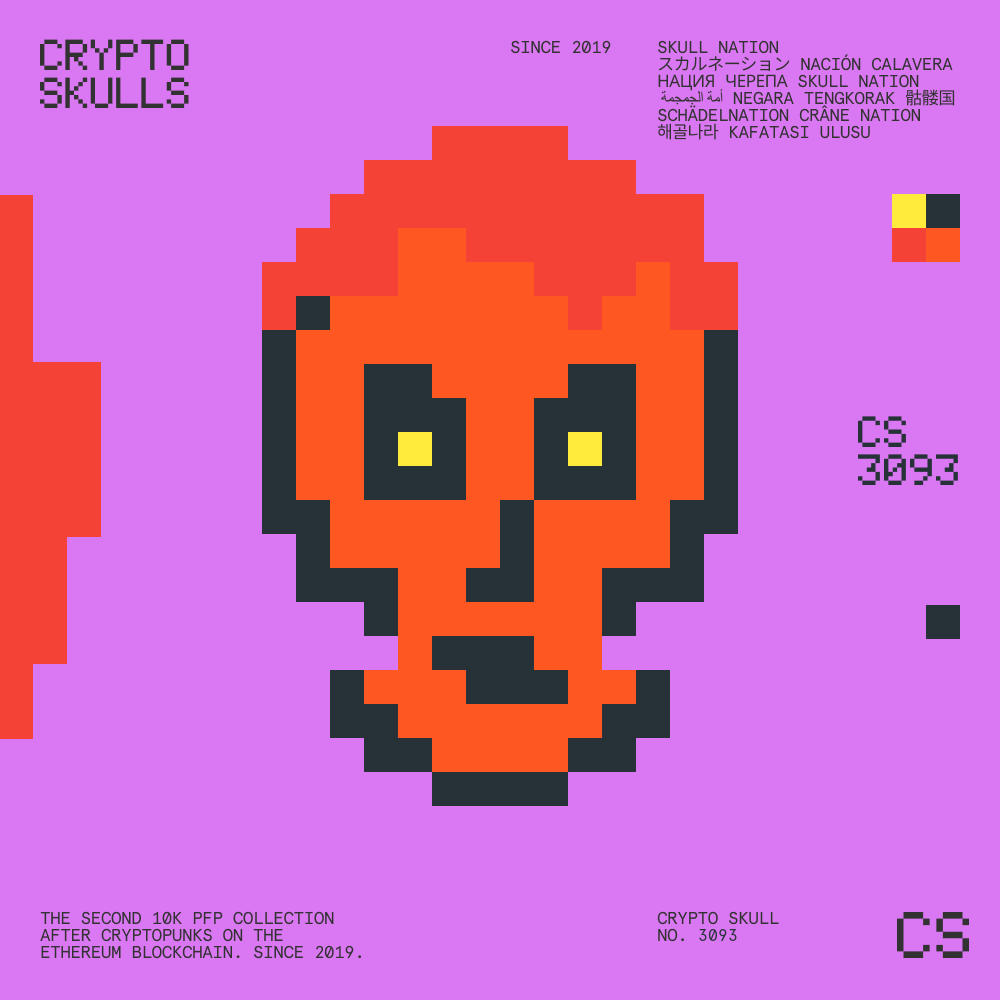 CRYPTO
SKULLS
SINCE 2019
SKULL NATION
スカルネーション NACIÓN CALAVERA
НАЦИЯ ЧЕРЕПА SKULL NATION
أمة الجمجمة NEGARA TENGKORAK 骷髅国
SCHÄDELNATION CRÂNE NATION
해골나라 KAFATASI ULUSU
CS
3093
THE SECOND 10K PFP COLLECTION
AFTER CRYPTOPUNKS ON THE
ETHEREUM BLOCKCHAIN. SINCE 2019.
CRYPTO SKULL
NO. 3093
CS